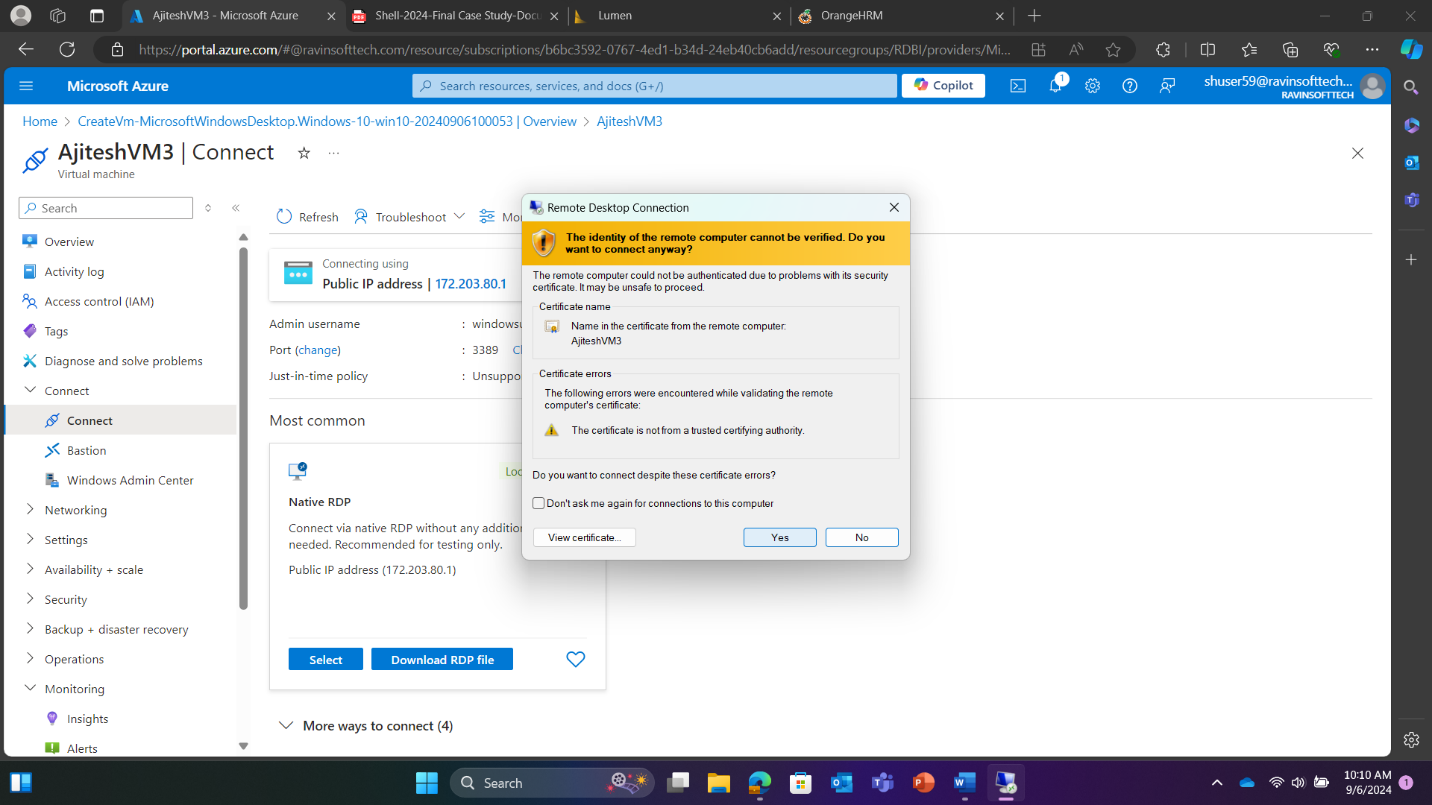 AjiteshVM3 - Microsoft Azure
Shell-2024-Final Case Study-Docu
Lumen
OrangeHRM
https://portal.azure.com/#@ravinsofttech.com/resource/subscriptions/b6bc3592-0767-4ed1-b34d-24eb40cb6add/resourcegroups/RDBI/providers/Mi...
Microsoft Azure
Search resources, services, and docs (G+/)
Copilot
1
shuser59@ravinsofttech...
RAVINSOFTTECH
Home > CreateVm-MicrosoftWindowsDesktop.Windows-10-win10-20240906100053 | Overview > AjiteshVM3
AjiteshVM3 | Connect
Virtual machine
Search
Overview
Activity log
Access control (IAM)
Tags
Diagnose and solve problems
Connect
Connect
Bastion
Windows Admin Center
Networking
Settings
Availability + scale
Security
Backup + disaster recovery
Operations
Monitoring
Insights
Alerts
Refresh
Troubleshoot
Mo
Connecting using
Public IP address | 172.203.80.1
Admin username : windowsu
Port (change) : 3389 C
Just-in-time policy : Unsuppo
Most common
Loc
Native RDP
Connect via native RDP without any additio
needed. Recommended for testing only.
Public IP address (172.203.80.1)
Select
Download RDP file
More ways to connect (4)
Remote Desktop Connection
The identity of the remote computer cannot be verified. Do you
want to connect anyway?
The remote computer could not be authenticated due to problems with its security
certificate. It may be unsafe to proceed.
Certificate name
Name in the certificate from the remote computer:
AjiteshVM3
Certificate errors
The following errors were encountered while validating the remote
computer's certificate:
The certificate is not from a trusted certifying authority.
Do you want to connect despite these certificate errors?
Don't ask me again for connections to this computer
View certificate...
Yes
No
Search
10:10 AM
9/6/2024
1